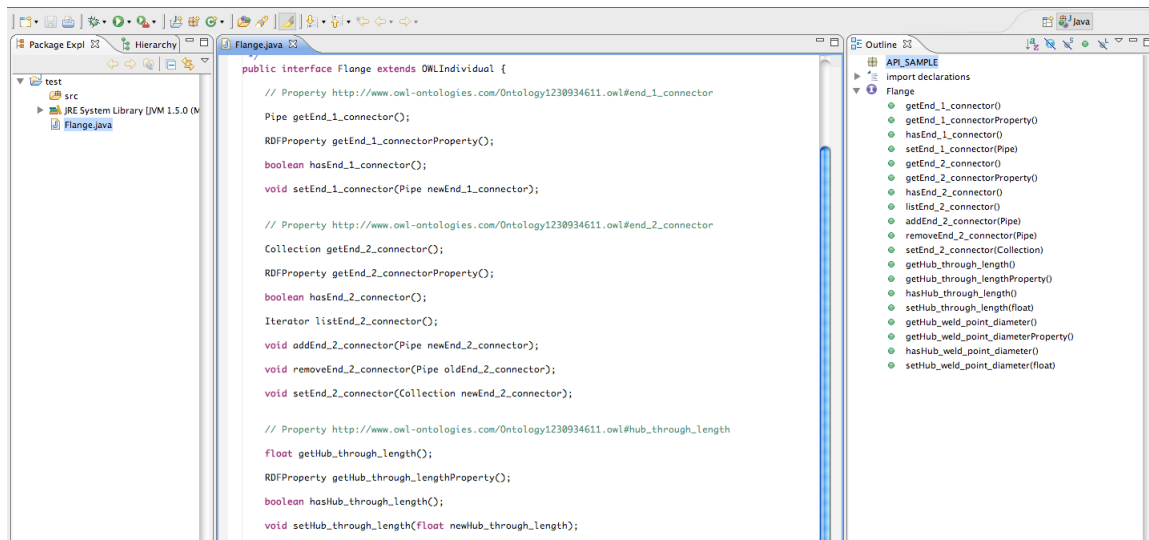 Java
Package Expl
Hierarchy
test
src
JRE System Library [JVM 1.5.0 (M
Flange.java
Flange.java
*/
public interface Flange extends OWLIndividual {
// Property http://www.owl-ontologies.com/Ontology1230934611.owl#end_1_connector
Pipe getEnd_1_connector();
RDFProperty getEnd_1_connectorProperty();
boolean hasEnd_1_connector();
void setEnd_1_connector(Pipe newEnd_1_connector);
// Property http://www.owl-ontologies.com/Ontology1230934611.owl#end_2_connector
Collection getEnd_2_connector();
RDFProperty getEnd_2_connectorProperty();
boolean hasEnd_2_connector();
Iterator listEnd_2_connector();
void addEnd_2_connector(Pipe newEnd_2_connector);
void removeEnd_2_connector(Pipe oldEnd_2_connector);
void setEnd_2_connector(Collection newEnd_2_connector);
// Property http://www.owl-ontologies.com/Ontology1230934611.owl#hub_through_length
float getHub_through_length();
RDFProperty getHub_through_lengthProperty();
boolean hasHub_through_length();
void setHub_through_length(float newHub_through_length);
Outline
API_SAMPLE
import declarations
Flange
getEnd_1_connector()
getEnd_1_connectorProperty()
hasEnd_1_connector()
setEnd_1_connector(Pipe)
getEnd_2_connector()
getEnd_2_connectorProperty()
hasEnd_2_connector()
listEnd_2_connector()
addEnd_2_connector(Pipe)
removeEnd_2_connector(Pipe)
setEnd_2_connector(Collection)
getHub_through_length()
getHub_through_lengthProperty()
hasHub_through_length()
setHub_through_length(float)
getHub_weld_point_diameter()
getHub_weld_point_diameterProperty()
hasHub_weld_point_diameter()
setHub_weld_point_diameter(float)